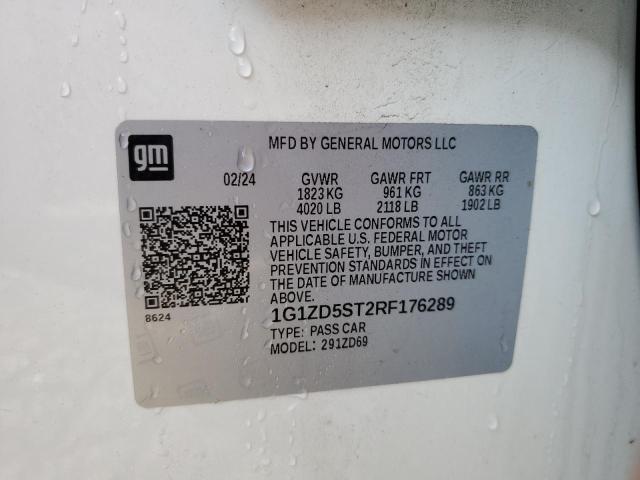 gm
MFD BY GENERAL MOTORS LLC
02/24 GVWR GAWR FRT GAWR RR
1823 KG 961 KG 863 KG
4020 LB 2118 LB 1902 LB
THIS VEHICLE CONFORMS TO ALL
APPLICABLE U.S. FEDERAL MOTOR
VEHICLE SAFETY, BUMPER, AND THEFT
PREVENTION STANDARDS IN EFFECT ON
THE DATE OF MANUFACTURE SHOWN
ABOVE.
8624
1G1ZD5ST2RF176289
TYPE: PASS CAR
MODEL: 291ZD69